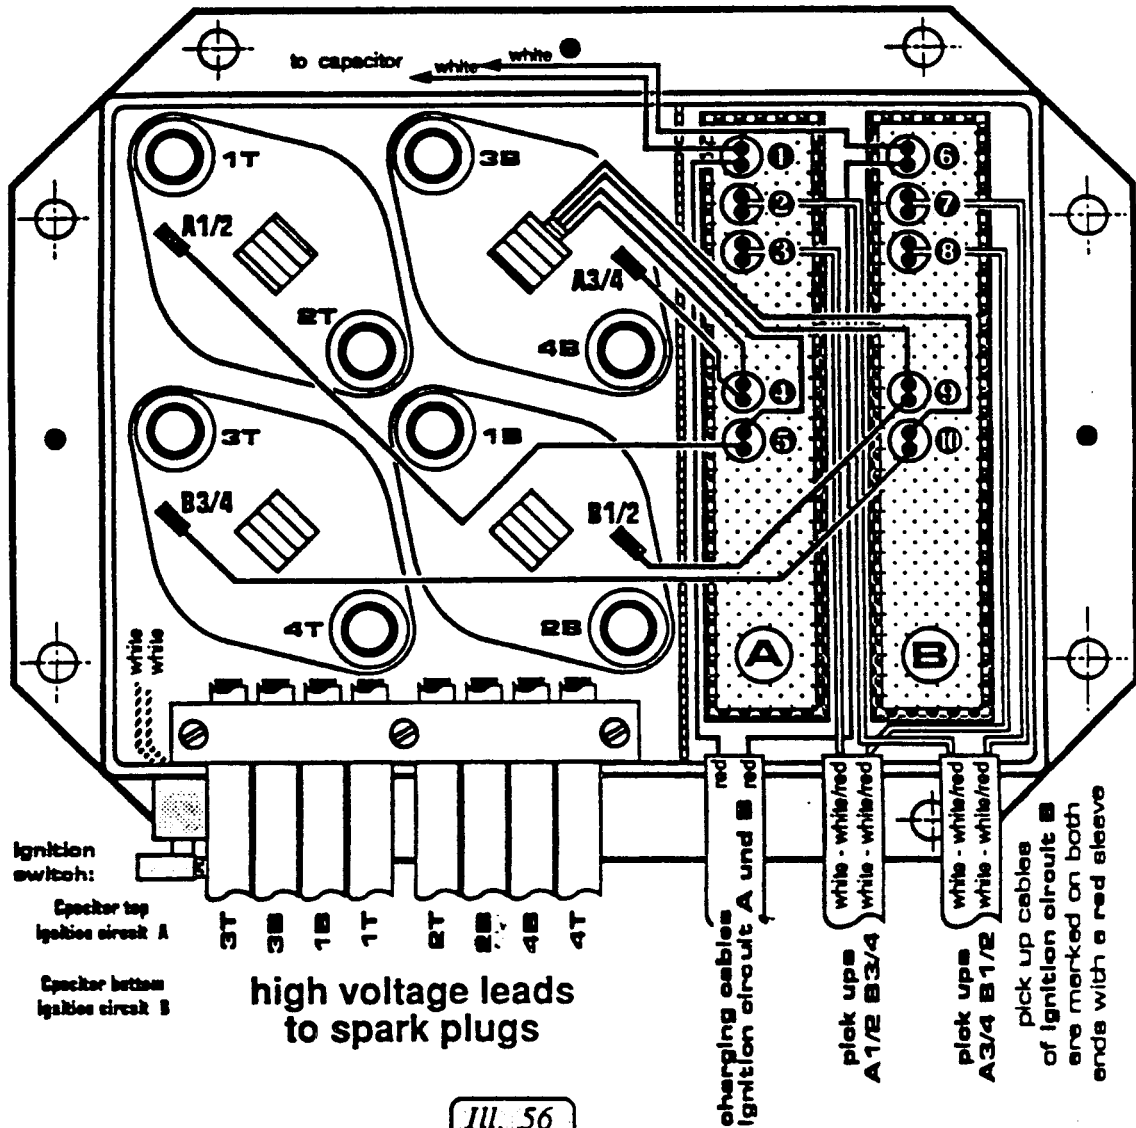 to capacitor
white
white
1T
3B
A1/2
A3/4
2T
4B
1
2
3
4
5
6
7
8
9
10
3T
1B
B3/4
B1/2
4T
2B
A
B
white
white
red
red
white - white/red
white - white/red
white - white/red
white - white/red
Ignition
switch:
Cpacitor top
ignition circuit A
Cpacitor bottom
ignition circuit B
3T
3B
1B
1T
2T
2B
4B
4T
high voltage leads
to spark plugs
charging cables
ignition circuit A und B
pick ups
A1/2 B3/4
pick ups
A3/4 B1/2
pick up cables
of ignition circuit B
are marked on both
ends with a red sleeve
Ill. 56